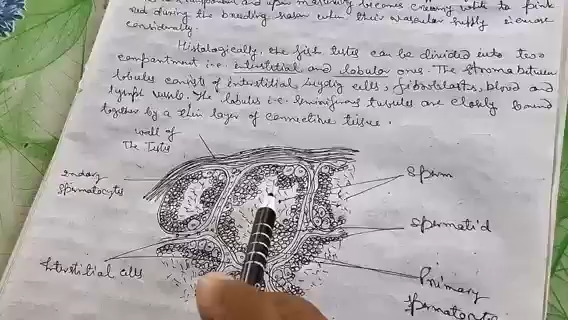 and upon maturity becomes creamy white to pink
red during the breeding season when their vascular supply increase
considerably.
Histologically, the fish testes can be divided into two
compartment i.e. interstitial and lobular ones. The stroma between
lobules consists of interstitial Leydig cells, fibroblasts, blood and
lymph vessels. The lobules i.e. seminiferous tubules are closely bound
together by a thin layer of connective tissue.
wall of
The Testis
ondary
spermatocytes
Sperm
Spermatid
Interstitial cells
Primary
spermatocytes